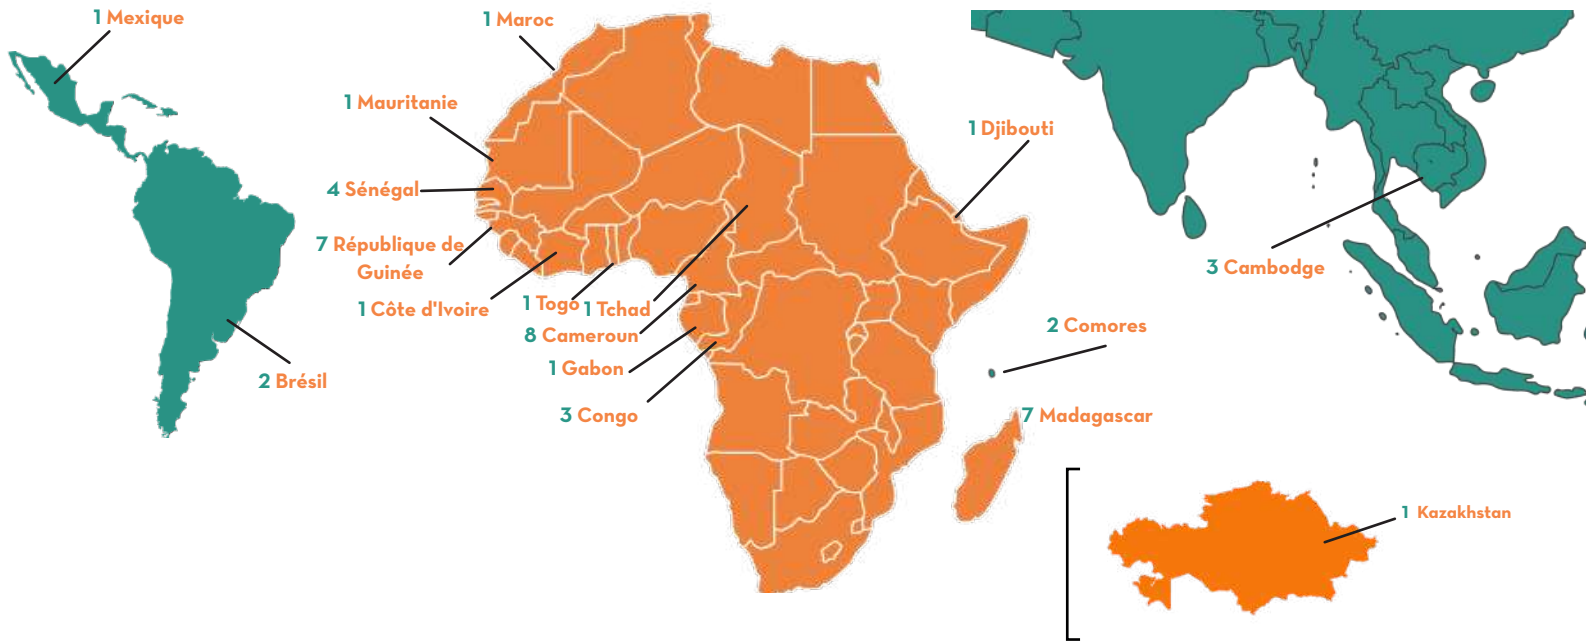 1 Mexique
2 Brésil
1 Maroc
1 Mauritanie
4 Sénégal
7 République de
Guinée
1 Côte d'Ivoire
1 Togo
1 Tchad
8 Cameroun
1 Gabon
3 Congo
1 Djibouti
2 Comores
7 Madagascar
3 Cambodge
1 Kazakhstan